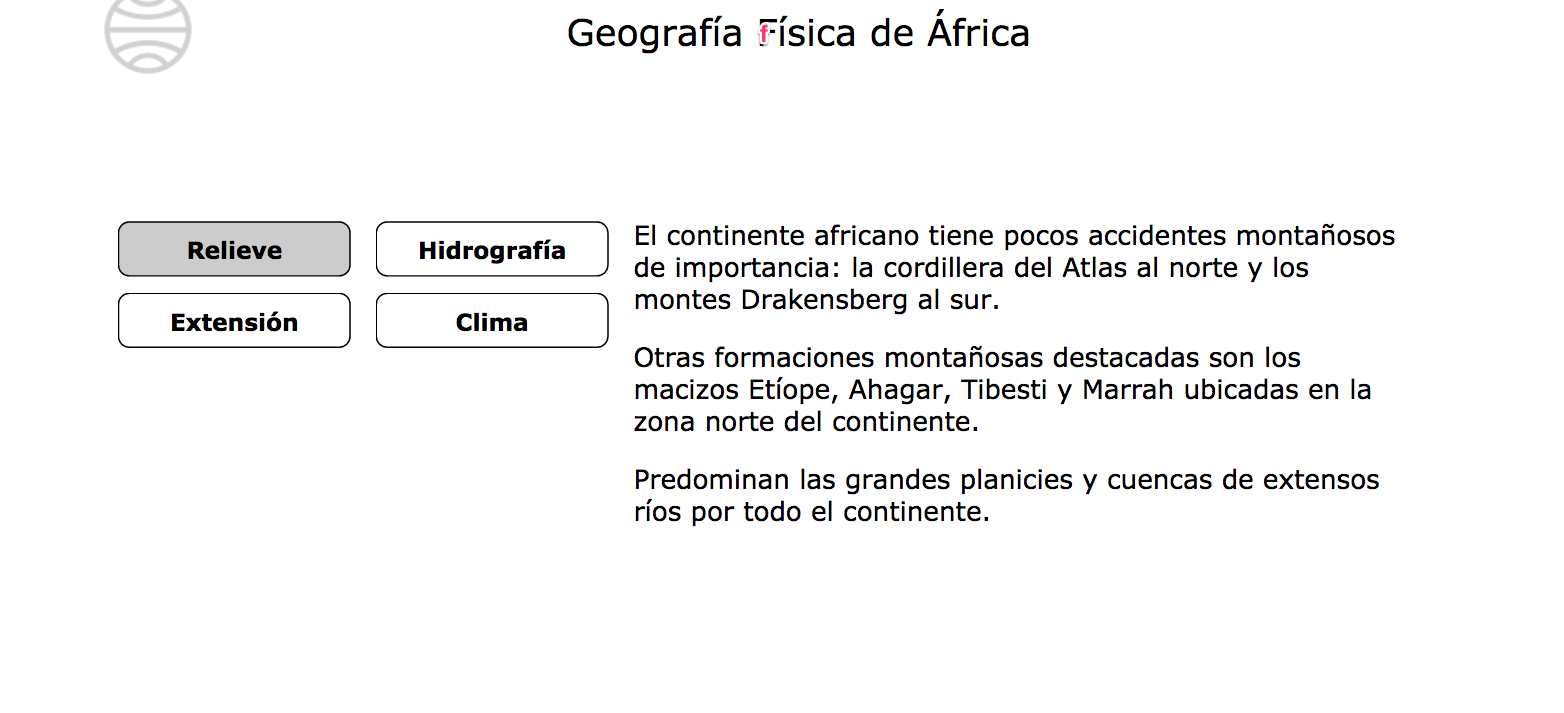 Geografía física de África
Relieve
Hidrografía
Extensión
Clima
El continente africano tiene pocos accidentes montañosos
de importancia: la cordillera del Atlas al norte y los
montes Drakensberg al sur.
Otras formaciones montañosas destacadas son los
macizos Etíope, Ahagar, Tibesti y Marrah ubicadas en la
zona norte del continente.
Predominan las grandes planicies y cuencas de extensos
ríos por todo el continente.